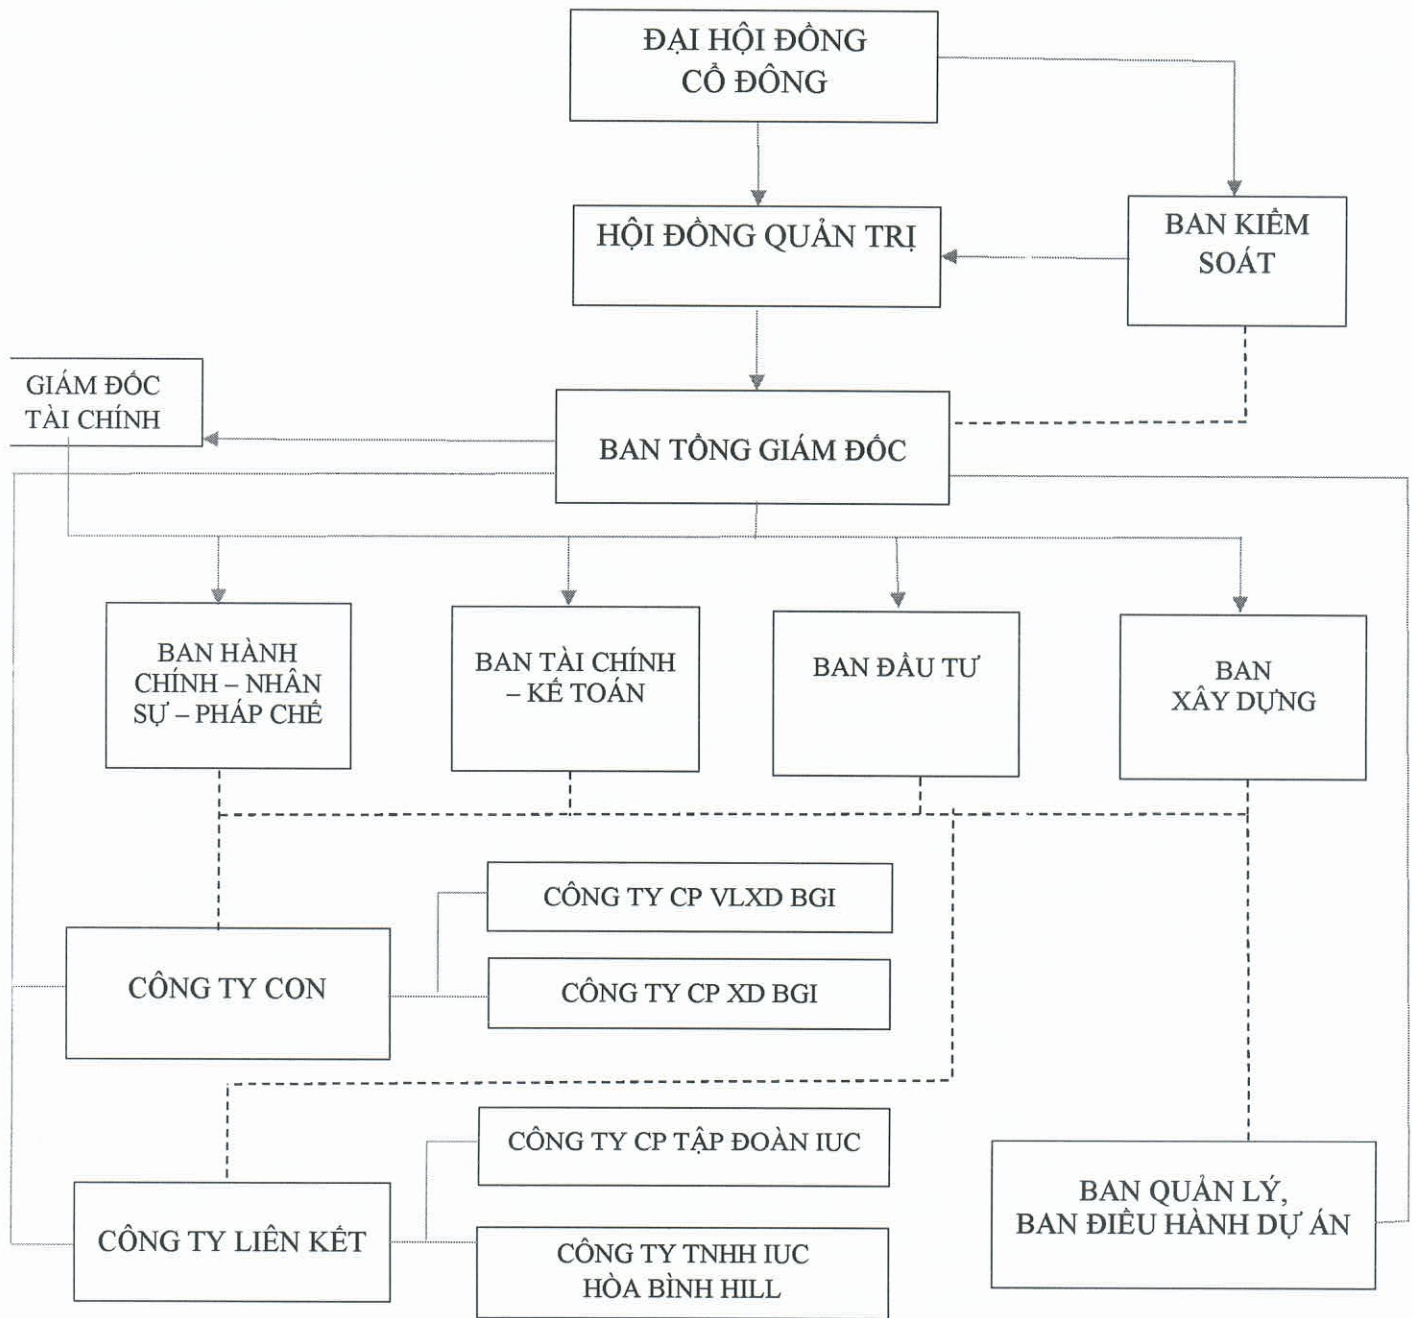 ĐẠI HỘI ĐỒNG
CỔ ĐÔNG
HỘI ĐỒNG QUẢN TRỊ
BAN KIỂM
SOÁT
GIÁM ĐỐC
TÀI CHÍNH
BAN TỔNG GIÁM ĐỐC
BAN HÀNH
CHÍNH – NHÂN
SỰ – PHÁP CHẾ
BAN TÀI CHÍNH
– KẾ TOÁN
BAN ĐẦU TƯ
BAN
XÂY DỰNG
CÔNG TY CP VLXD BGI
CÔNG TY CON
CÔNG TY CP XD BGI
CÔNG TY CP TẬP ĐOÀN IUC
CÔNG TY LIÊN KẾT
CÔNG TY TNHH IUC
HÒA BÌNH HILL
BAN QUẢN LÝ,
BAN ĐIỀU HÀNH DỰ ÁN